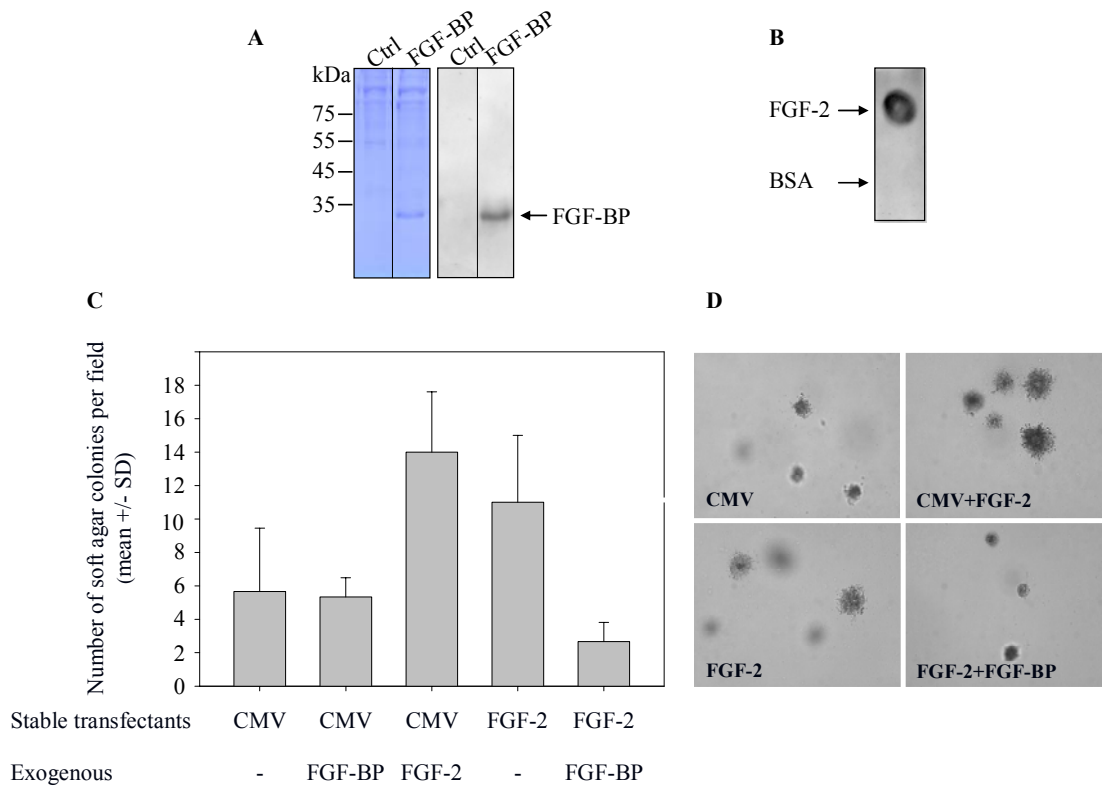 A
Ctrl
FGF-BP
Ctrl
FGF-BP
kDa
75
55
45
35
FGF-BP
B
FGF-2
BSA
C
Number of soft agar colonies per field
(mean +/- SD)
18
16
14
12
10
8
6
4
2
0
Stable transfectants CMV CMV CMV FGF-2 FGF-2
Exogenous - FGF-BP FGF-2 - FGF-BP
D
CMV
CMV+FGF-2
FGF-2
FGF-2+FGF-BP